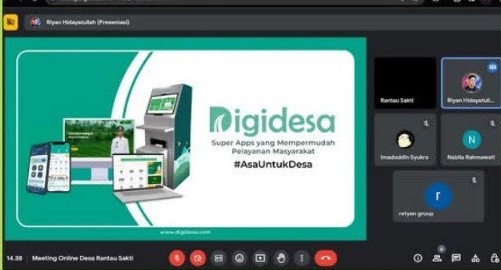 Riyan Hidayatullah (Presentasi)
Digidesa
Super Apps yang Mempermudah
Pelayanan Masyarakat
#AsaUntukDesa
www.digidesa.com
Rantau Sakti
Riyan Hidayatull...
Imaduddin Syukra
N
Nabila Rahmawati
r
retywn group
14.38 | Meeting Online Desa Rantau Sakti